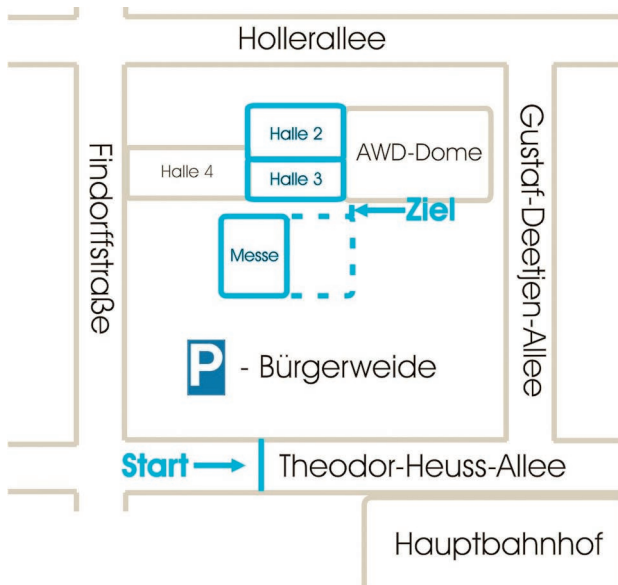 Hollerallee
Findorffstraße
Gustaf-Deetjen-Allee
Halle 2
AWD-Dome
Halle 4
Halle 3
Ziel
Messe
P - Bürgerweide
Start
Theodor-Heuss-Allee
Hauptbahnhof